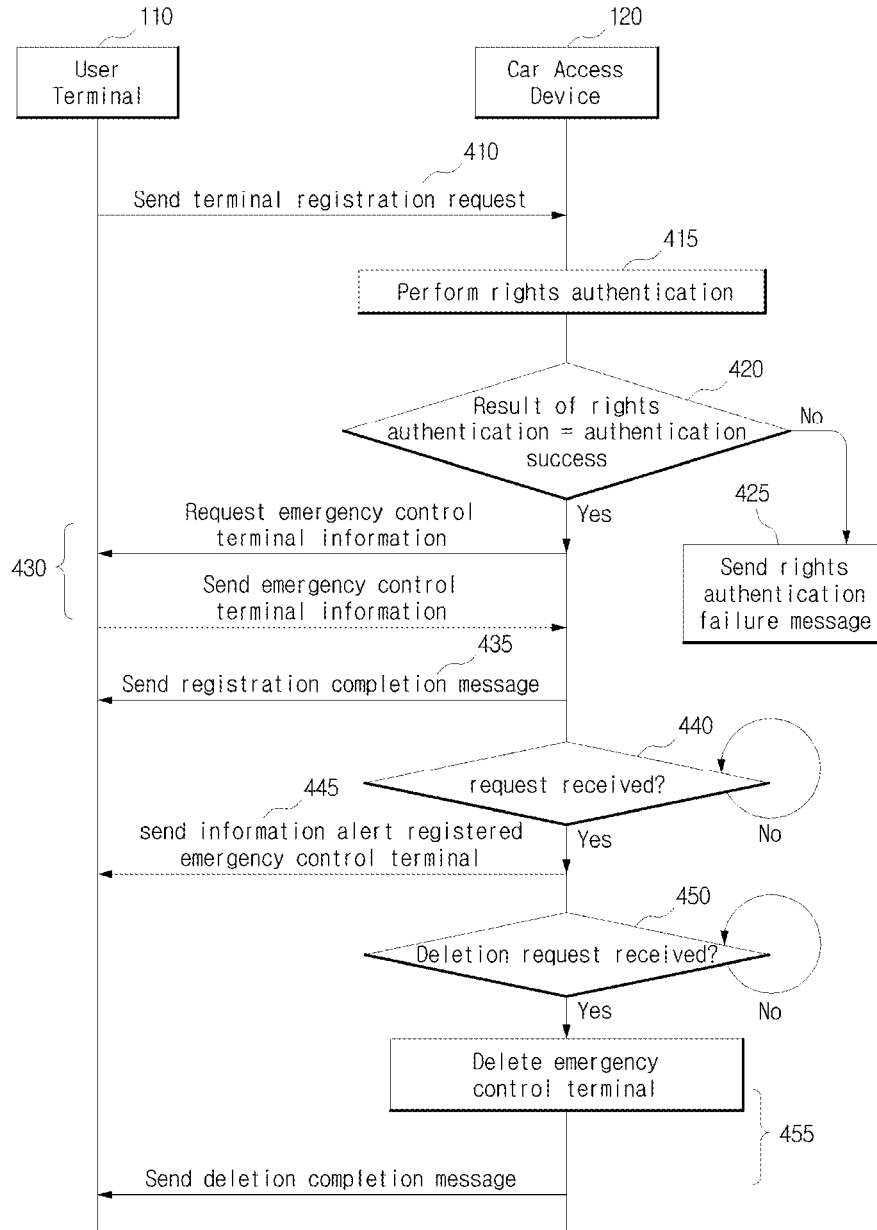 110
120
User
Terminal
Car Access
Device
410
Send terminal registration request
415
Perform rights authentication
420
Result of rights
authentication = authentication
success
No
Yes
425
Send rights
authentication
failure message
Request emergency control
terminal information
430
Send emergency control
terminal information
435
Send registration completion message
440
request received?
No
Yes
445
send information alert registered
emergency control terminal
450
Deletion request received?
No
Yes
Delete emergency
control terminal
455
Send deletion completion message